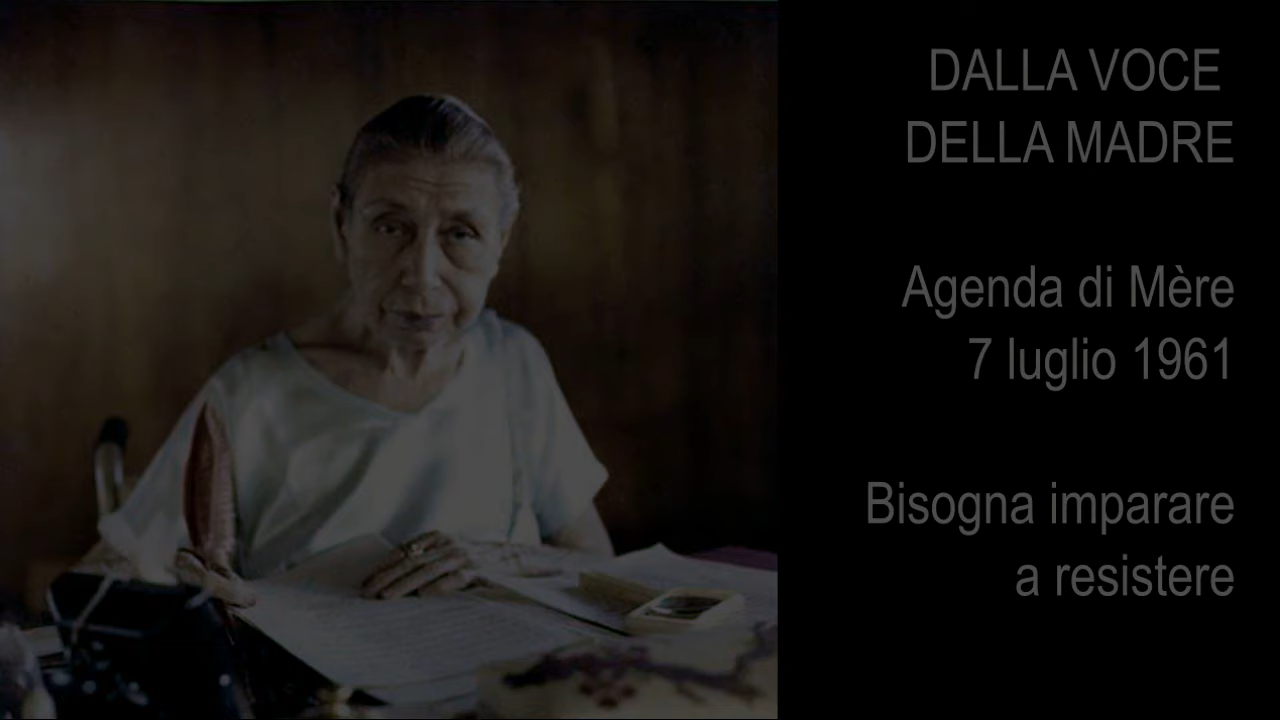 DALLA VOCE
DELLA MADRE
Agenda di Mère
7 luglio 1961
Bisogna imparare
a resistere